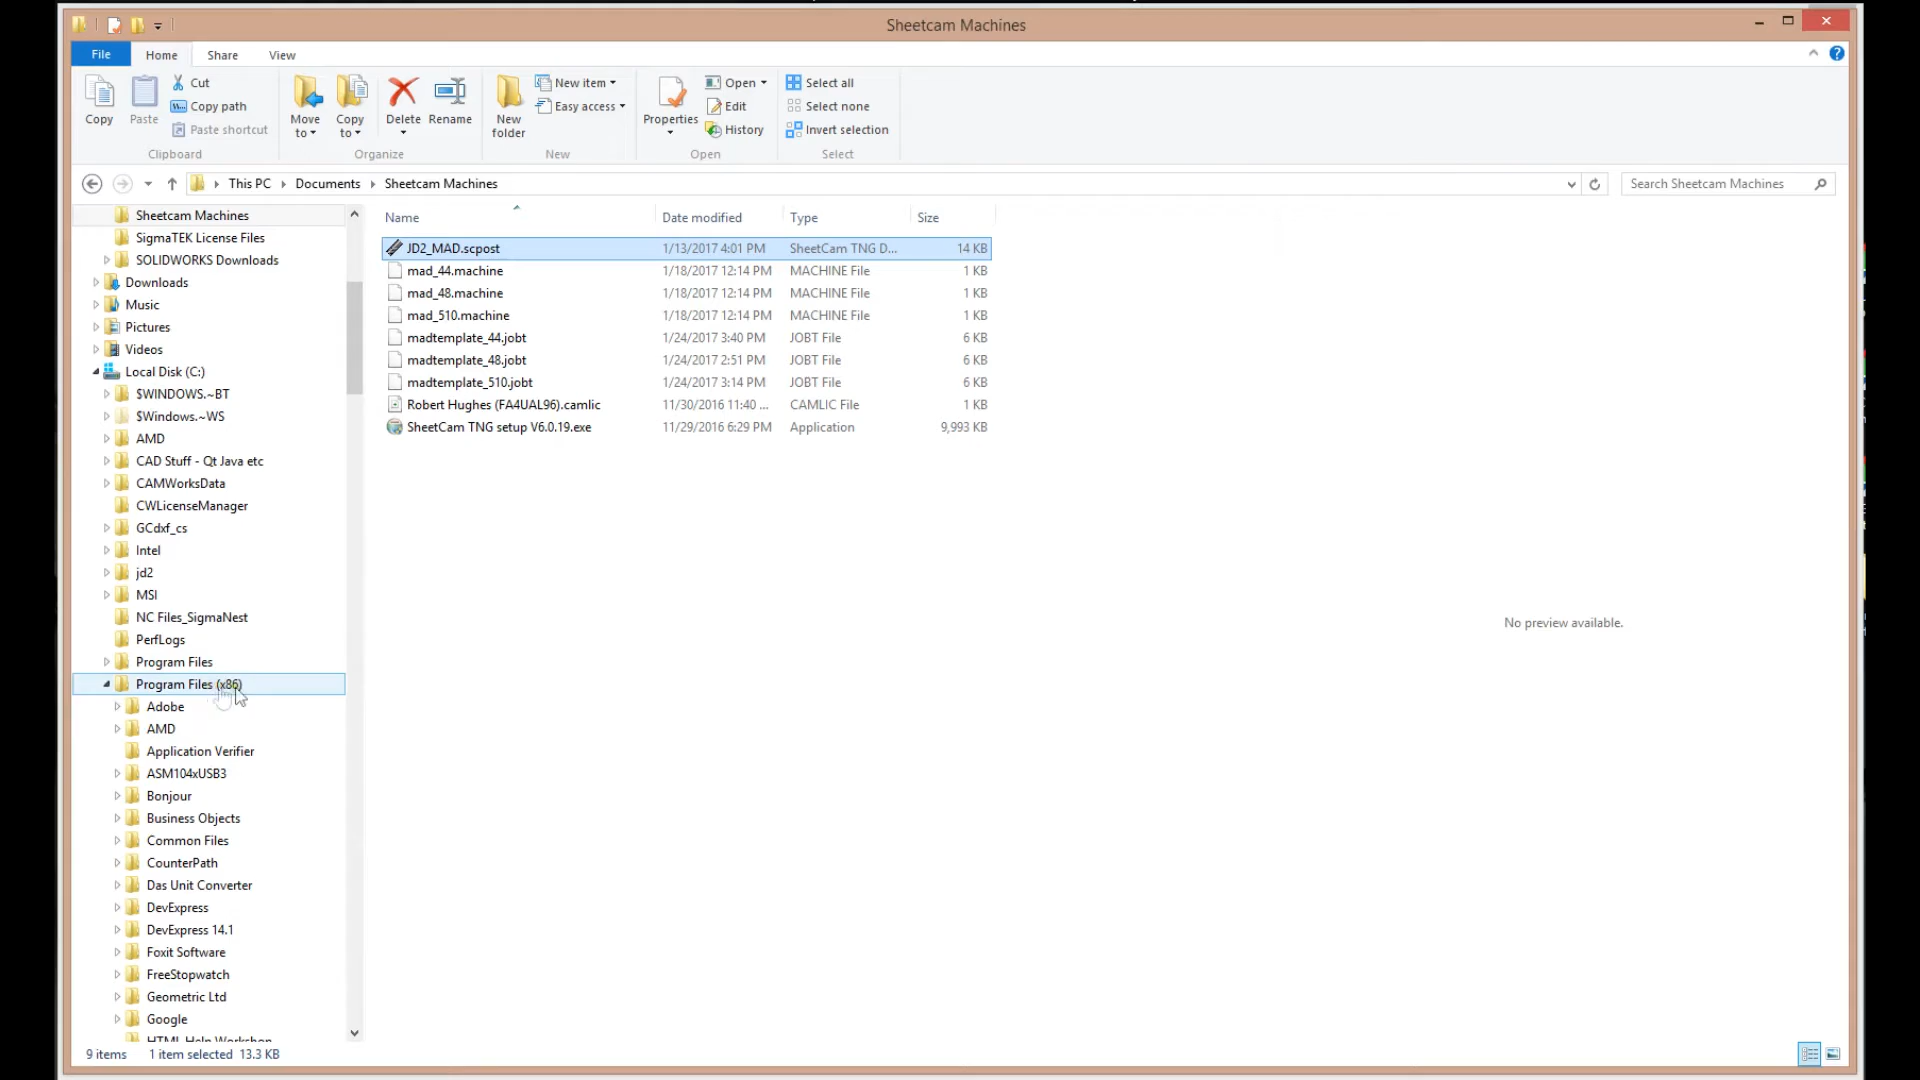 Sheetcam Machines
File Home Share View
Copy
Paste
Cut
Copy path
Paste shortcut
Clipboard
Move to
Copy to
Delete
Rename
Organize
New folder
New item
Easy access
New
Properties
Open
Edit
History
Open
Select all
Select none
Invert selection
Select
This PC Documents Sheetcam Machines
Search Sheetcam Machines
Sheetcam Machines
SigmaTEK License Files
SOLIDWORKS Downloads
Downloads
Music
Pictures
Videos
Local Disk (C:)
$WINDOWS.~BT
$Windows.~WS
AMD
CAD Stuff - Qt Java etc
CAMWorksData
CWLicenseManager
GCdxf_cs
Intel
jd2
MSI
NC Files_SigmaNest
PerfLogs
Program Files
Program Files (x86)
Adobe
AMD
Application Verifier
ASM104xUSB3
Bonjour
Business Objects
Common Files
CounterPath
Das Unit Converter
DevExpress
DevExpress 14.1
Foxit Software
FreeStopwatch
Geometric Ltd
Google
HTML Help Workshop
Name Date modified Type Size
JD2_MAD.scpost 1/13/2017 4:01 PM SheetCam TNG D... 14 KB
mad_44.machine 1/18/2017 12:14 PM MACHINE File 1 KB
mad_48.machine 1/18/2017 12:14 PM MACHINE File 1 KB
mad_510.machine 1/18/2017 12:14 PM MACHINE File 1 KB
madtemplate_44.jobt 1/24/2017 3:40 PM JOBT File 6 KB
madtemplate_48.jobt 1/24/2017 2:51 PM JOBT File 6 KB
madtemplate_510.jobt 1/24/2017 3:14 PM JOBT File 6 KB
Robert Hughes (FA4UAL96).camlic 11/30/2016 11:40 ... CAMLIC File 1 KB
SheetCam TNG setup V6.0.19.exe 11/29/2016 6:29 PM Application 9,993 KB
No preview available.
9 items 1 item selected 13.3 KB